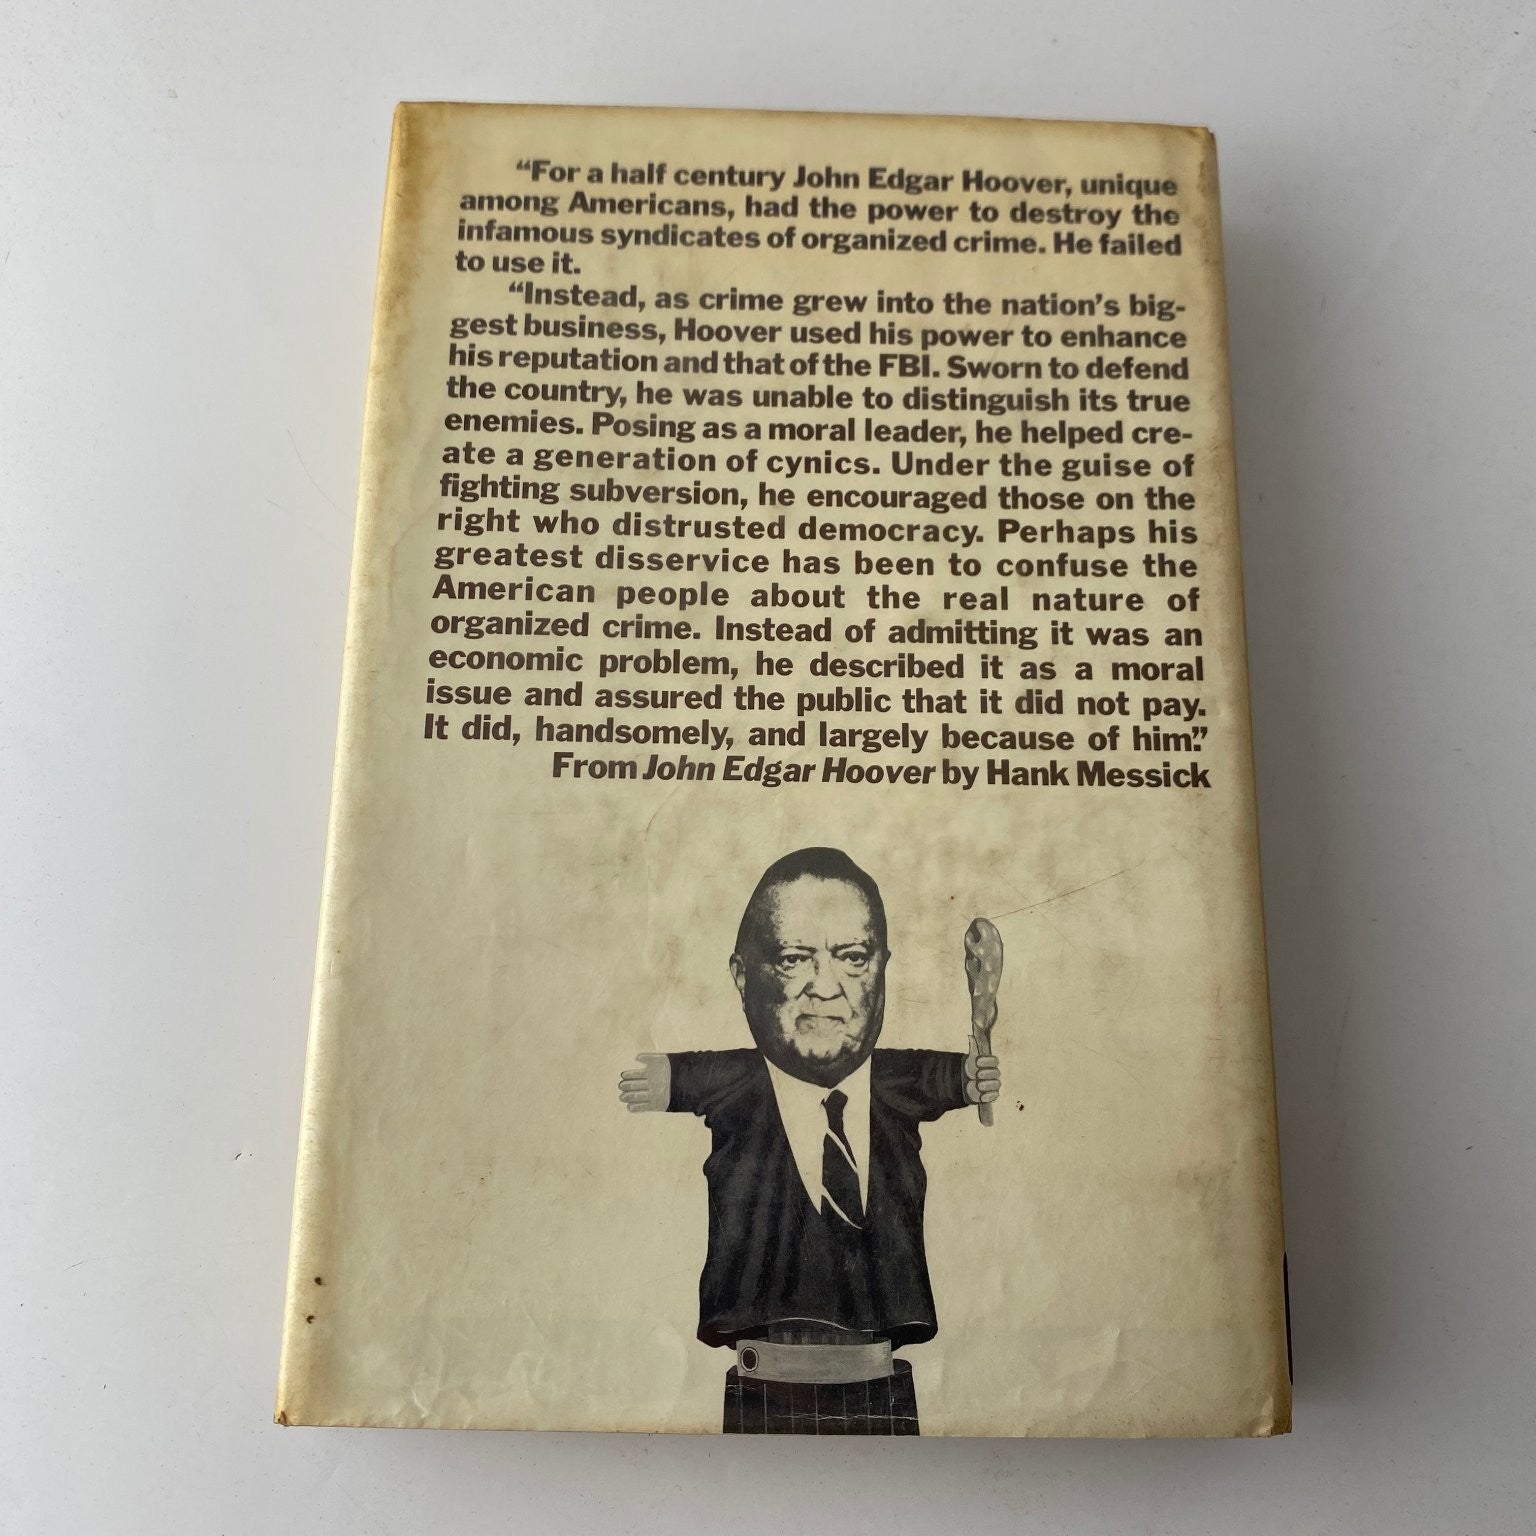 “For a half century John Edgar Hoover, unique
among Americans, had the power to destroy the
infamous syndicates of organized crime. He failed
to use it.
“Instead, as crime grew into the nation’s big-
gest business, Hoover used his power to enhance
his reputation and that of the FBI. Sworn to defend
the country, he was unable to distinguish its true
enemies. Posing as a moral leader, he helped cre-
ate a generation of cynics. Under the guise of
fighting subversion, he encouraged those on the
right who distrusted democracy. Perhaps his
greatest disservice has been to confuse the
American people about the real nature of
organized crime. Instead of admitting it was an
economic problem, he described it as a moral
issue and assured the public that it did not pay.
It did, handsomely, and largely because of him.”
From John Edgar Hoover by Hank Messick